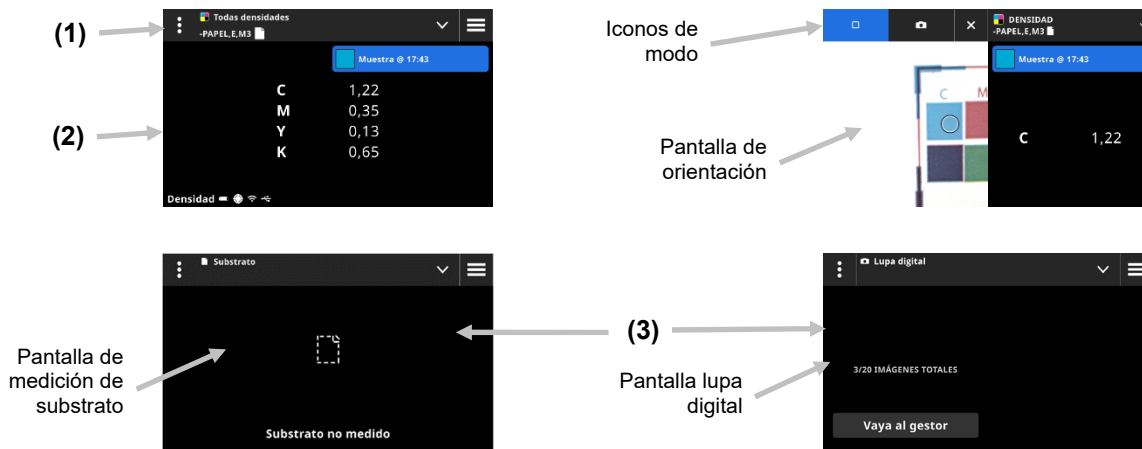 (1)
Todas densidades
-PAPEL,E,M3
Muestra @ 17:43
(2)
C 1,22
M 0,35
Y 0,13
K 0,65
Densidad
Iconos de
modo
Pantalla de
orientación
C M
DENSIDAD
-PAPEL,E,M3
Muestra @ 17:43
C 1,22
Substrato
Pantalla de
medición de
substrato
Substrato no medido
(3)
Lupa digital
Pantalla lupa
digital
3/20 IMÁGENES TOTALES
Vaya al gestor